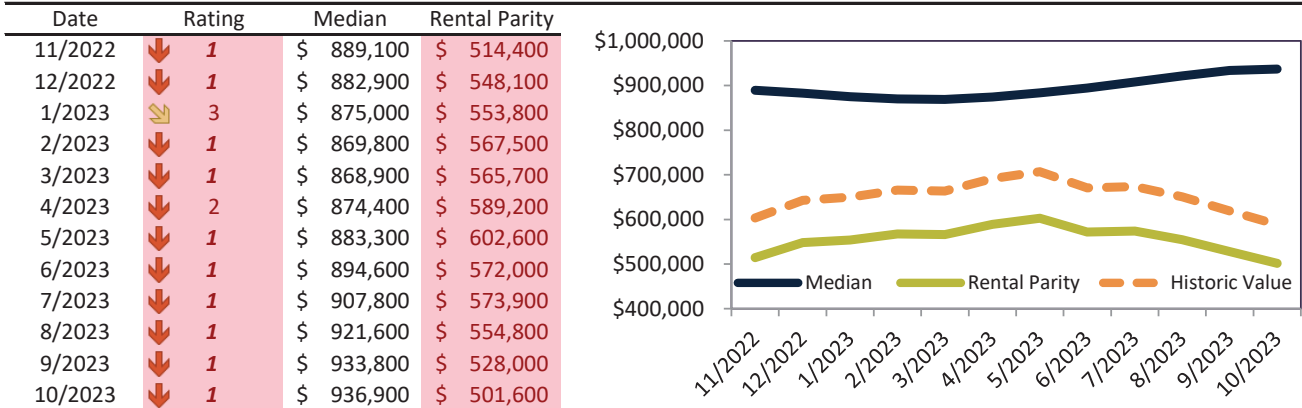 Date Rating Median Rental Parity
11/2022 1 $ 889,100 $ 514,400
12/2022 1 $ 882,900 $ 548,100
1/2023 3 $ 875,000 $ 553,800
2/2023 1 $ 869,800 $ 567,500
3/2023 1 $ 868,900 $ 565,700
4/2023 2 $ 874,400 $ 589,200
5/2023 1 $ 883,300 $ 602,600
6/2023 1 $ 894,600 $ 572,000
7/2023 1 $ 907,800 $ 573,900
8/2023 1 $ 921,600 $ 554,800
9/2023 1 $ 933,800 $ 528,000
10/2023 1 $ 936,900 $ 501,600
$1,000,000
$900,000
$800,000
$700,000
$600,000
$500,000
$400,000
Median Rental Parity Historic Value
11/2022 12/2022 1/2023 2/2023 3/2023 4/2023 5/2023 6/2023 7/2023 8/2023 9/2023 10/2023